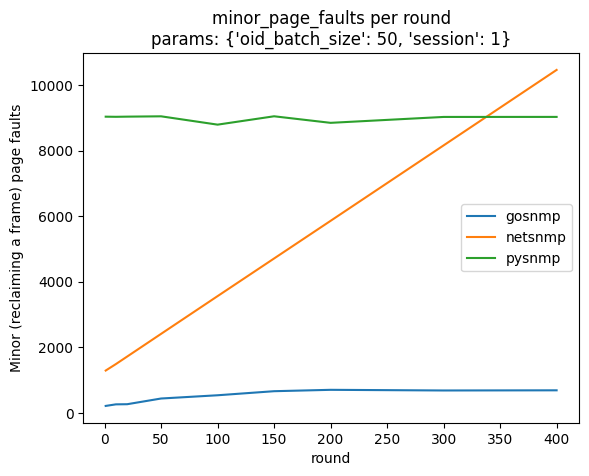 minor_page_faults per round
params: {'oid_batch_size': 50, 'session': 1}
Minor (reclaiming a frame) page faults
10000
8000
6000
4000
2000
0
gosnmp
netsnmp
pysnmp
0 50 100 150 200 250 300 350 400
round